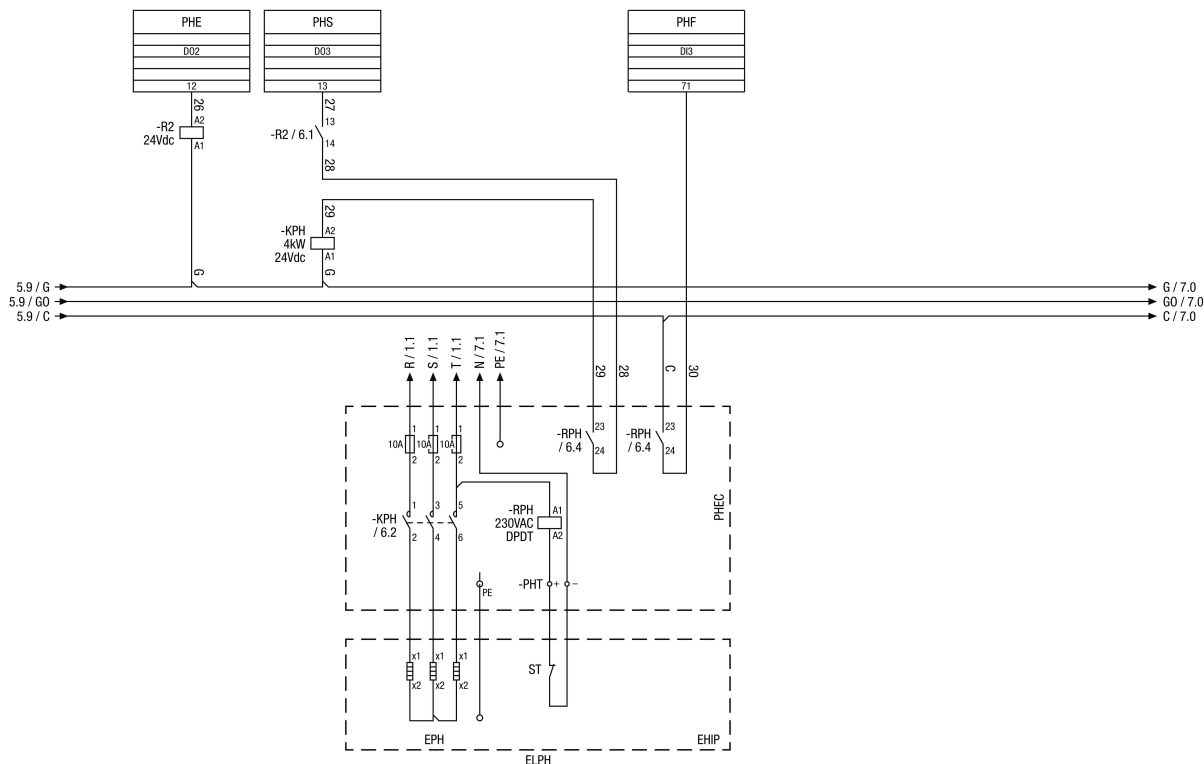 PHE
PHS
PHF
DO2
DO3
DI3
12
13
71
26
27
-R2
24Vdc
A2
A1
-R2 / 6.1
13
14
28
29
-KPH
4kW
24Vdc
A2
A1
G
G
5.9 / G
G / 7.0
5.9 / GO
GO / 7.0
5.9 / C
C / 7.0
R / 1.1
S / 1.1
T / 1.1
N / 7.1
PE / 7.1
29
28
C
30
1
1
1
10A
10A
10A
2
2
2
-RPH
/ 6.4
23
24
-RPH
/ 6.4
23
24
PHEC
-KPH
/ 6.2
1
3
5
2
4
6
-RPH
230VAC
DPDT
A1
A2
-PHT
+
−
PE
x1
x1
x1
x2
x2
x2
ST
EPH
EHIP
ELPH